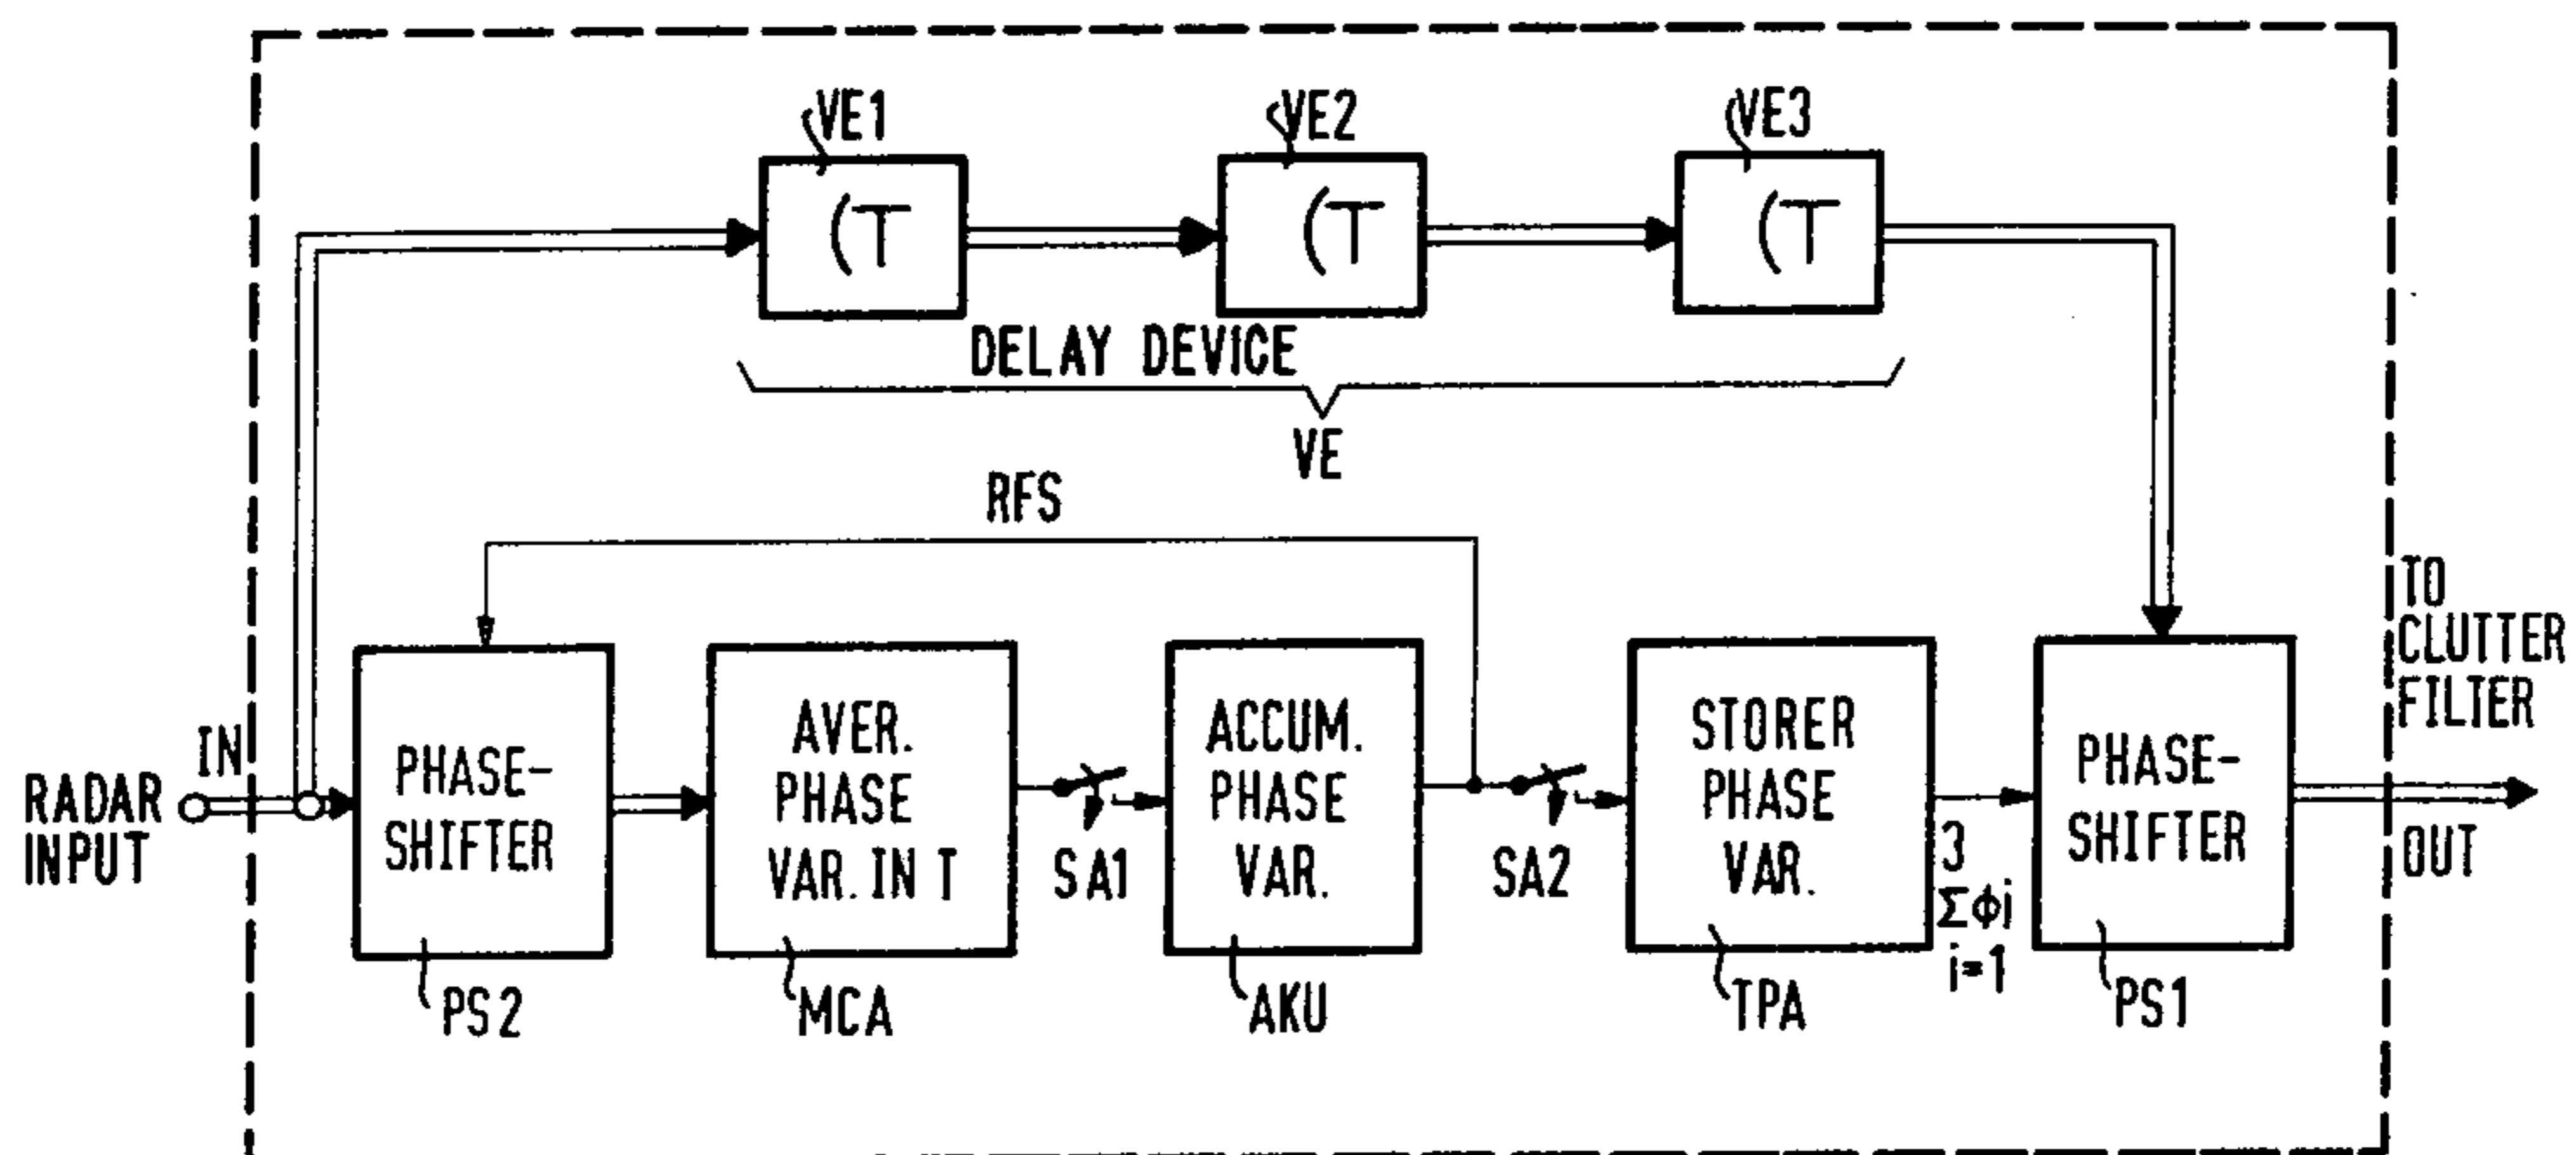 VE1
VE2
VE3
(T
(T
(T
DELAY DEVICE
VE
RFS
RADAR
INPUT
IN
PHASE-
SHIFTER
PS2
AVER.
PHASE
VAR. IN T
MCA
SA1
ACCUM.
PHASE
VAR.
AKU
SA2
STORER
PHASE
VAR.
TPA
3
Σϕi
i=1
PHASE-
SHIFTER
PS1
TO
CLUTTER
FILTER
OUT